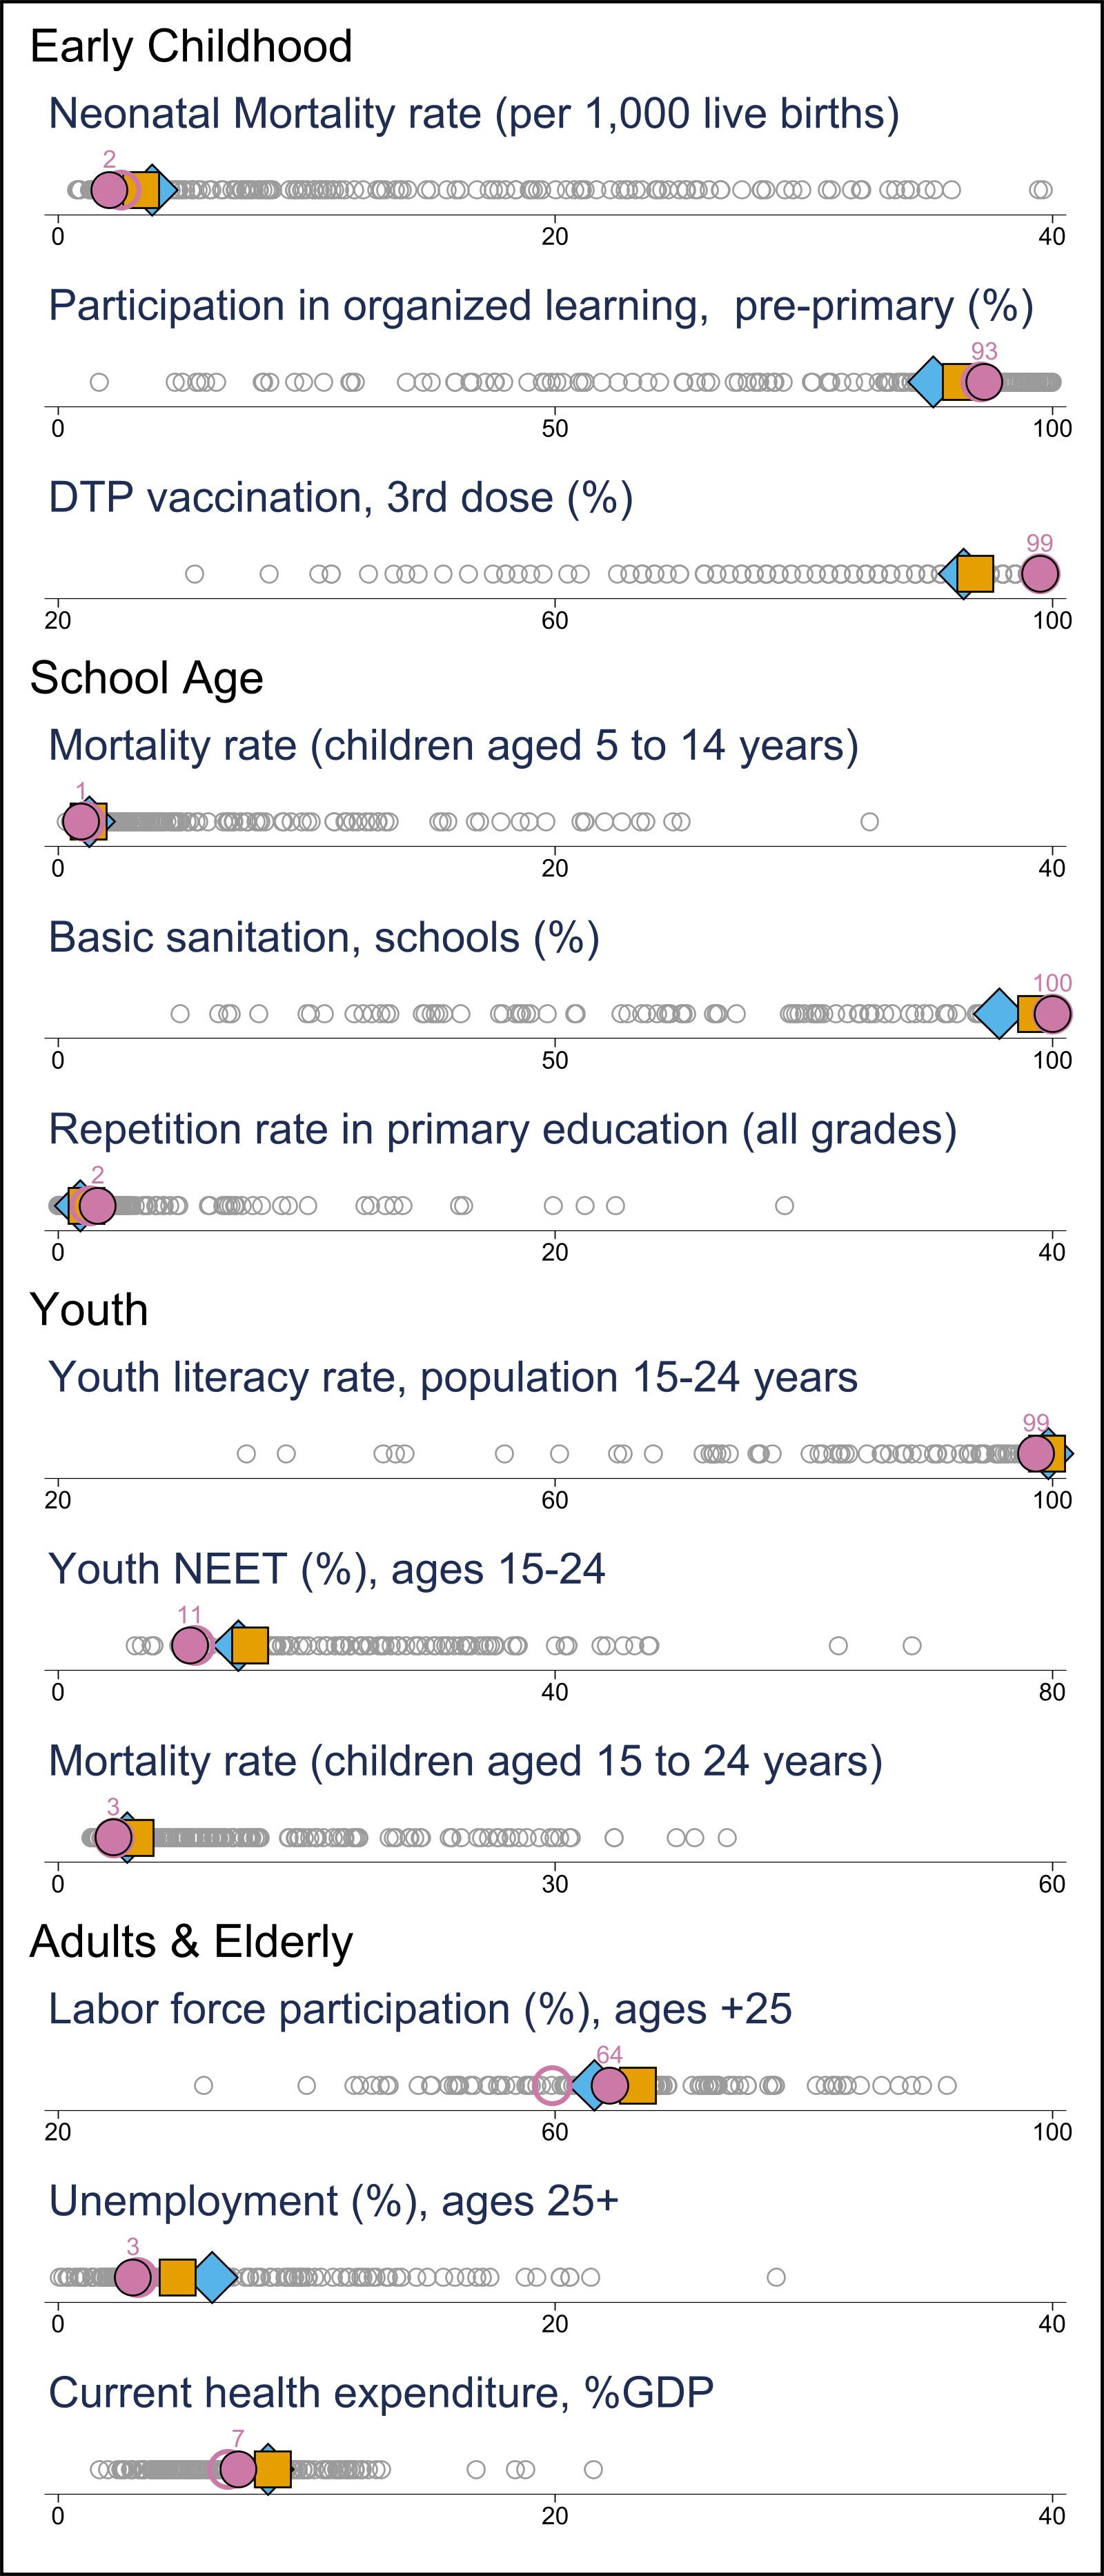 Early Childhood
Neonatal Mortality rate (per 1,000 live births)
2
0 20 40
Participation in organized learning,  pre-primary (%)
93
0 50 100
DTP vaccination, 3rd dose (%)
99
20 60 100
School Age
Mortality rate (children aged 5 to 14 years)
1
0 20 40
Basic sanitation, schools (%)
100
0 50 100
Repetition rate in primary education (all grades)
2
0 20 40
Youth
Youth literacy rate, population 15-24 years
99
20 60 100
Youth NEET (%), ages 15-24
11
0 40 80
Mortality rate (children aged 15 to 24 years)
3
0 30 60
Adults & Elderly
Labor force participation (%), ages +25
64
20 60 100
Unemployment (%), ages 25+
3
0 20 40
Current health expenditure, %GDP
7
0 20 40